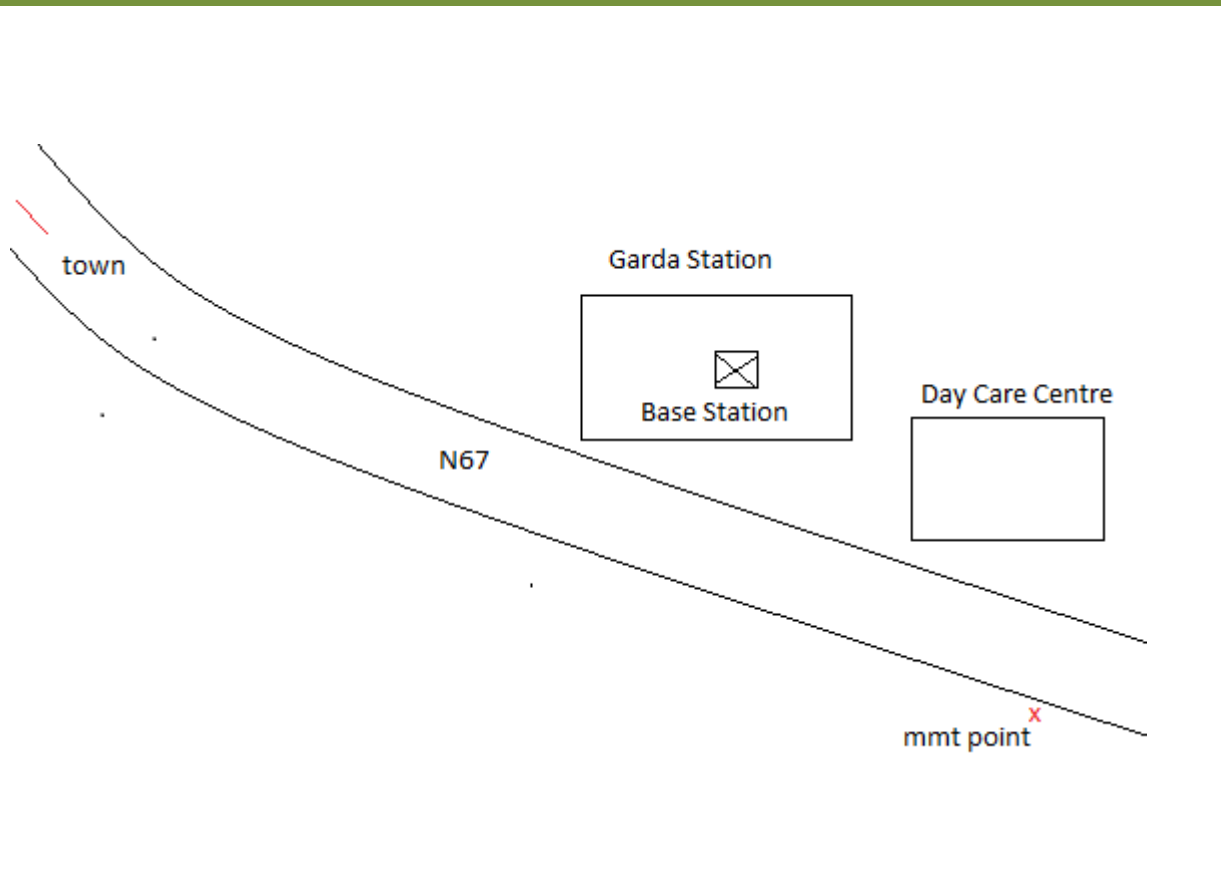 town
Garda Station
Base Station
Day Care Centre
N67
x
mmt point